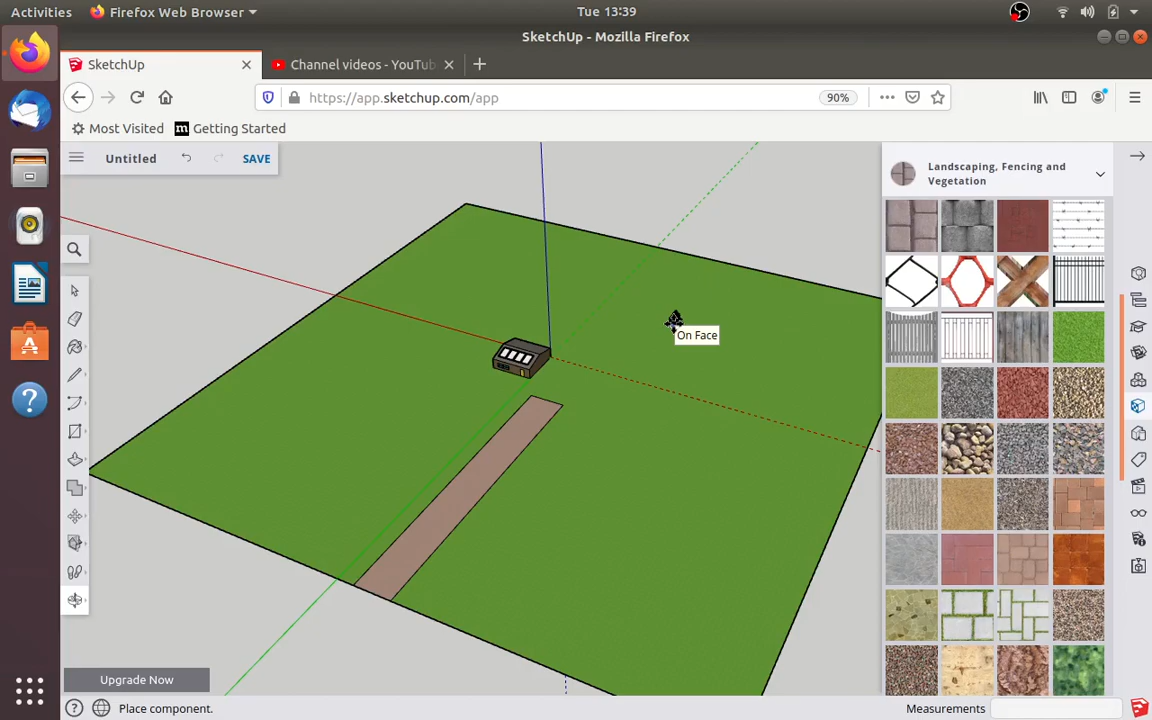 Activities
Firefox Web Browser
Tue 13:39
SketchUp - Mozilla Firefox
SketchUp
Channel videos - YouTub
https://app.sketchup.com/app
90%
Most Visited
m
Getting Started
Untitled
SAVE
Landscaping, Fencing and
Vegetation
On Face
Upgrade Now
Place component.
Measurements